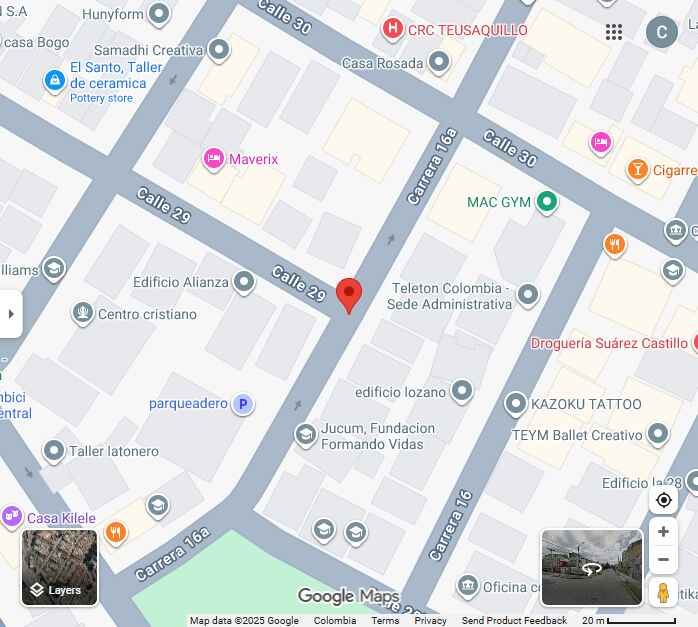 Hunyform
N S.A
casa Bogo
Samadhi Creativa
Calle 30
CRC TEUSAQUILLO
C
La
Casa Rosada
El Santo, Taller
de ceramica
Pottery store
Maverix
Carrera 16a
Calle 30
Cigarre
MAC GYM
Calle 29
C
lliams
Edificio Alianza
Calle 29
Teleton Colombia -
Sede Administrativa
Centro cristiano
Droguería Suárez Castillo
mbici
entral
parqueadero
P
edificio lozano
KAZOKU TATTOO
Jucum, Fundacion
Formando Vidas
TEYM Ballet Creativo
Taller latonero
Edificio la 28
Casa Kilele
Carrera 16a
Carrera 16
Layers
Google Maps
Oficina c
Map data ©2025 Google
Colombia
Terms
Privacy
Send Product Feedback
20 m